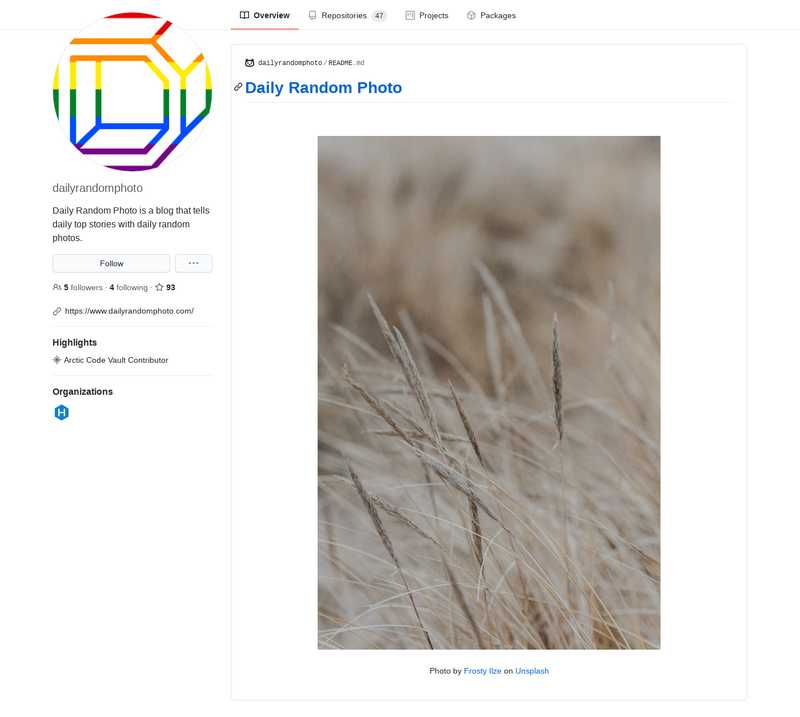 Overview
Repositories 47
Projects
Packages
dailyrandomphoto
Daily Random Photo is a blog that tells
daily top stories with daily random
photos.
Follow
5 followers · 4 following · 93
https://www.dailyrandomphoto.com/
Highlights
Arctic Code Vault Contributor
Organizations
H
dailyrandomphoto/README.md
Daily Random Photo
Photo by Frosty Ilze on Unsplash